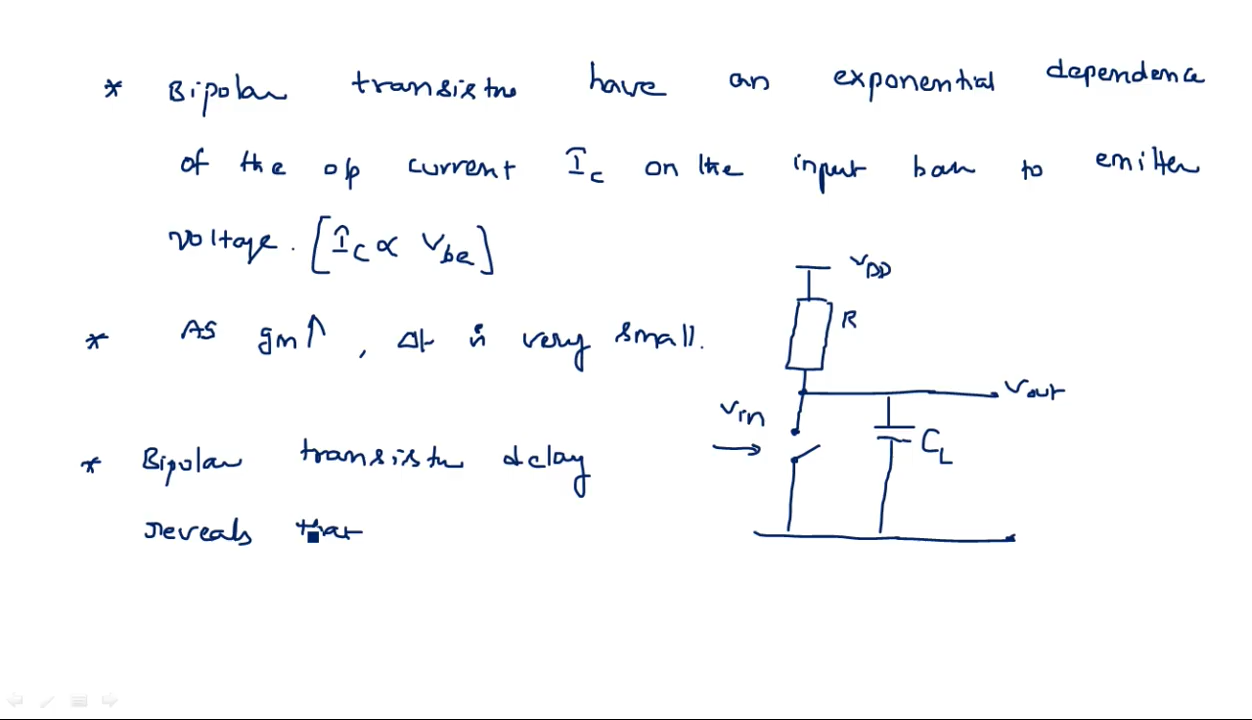 * Bipolar transistor have an exponential dependence
of the o/p current Ic on the input base to emitter
voltage. [Ic ∝ Vbe]
* As gm↑, Δt is very small.
* Bipolar transistor delay
reveals that
VDD
R
Vout
Vin
CL